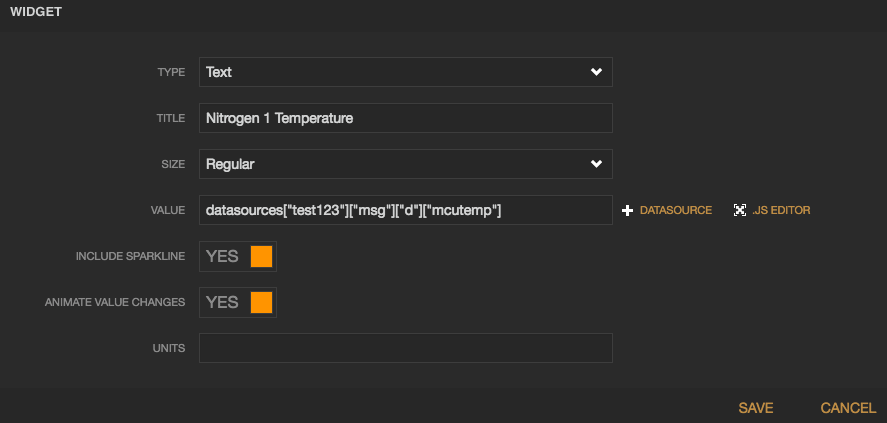 WIDGET
TYPE Text
TITLE Nitrogen 1 Temperature
SIZE Regular
VALUE datasources["test123"]["msg"]["d"]["mcutemp"] DATASOURCE .JS EDITOR
INCLUDE SPARKLINE YES
ANIMATE VALUE CHANGES YES
UNITS
SAVE CANCEL